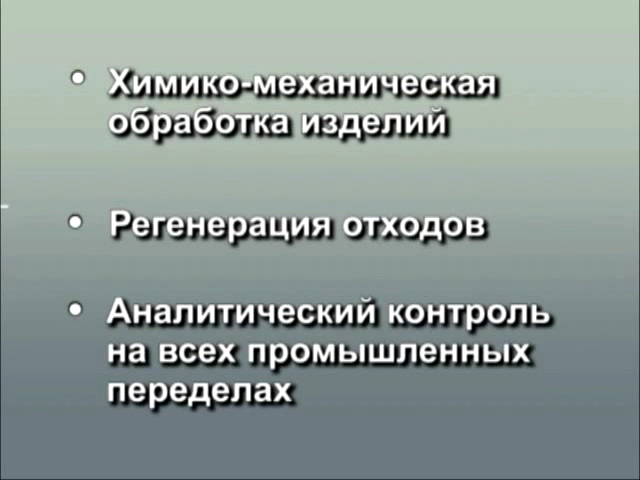 • Химико-механическая
обработка изделий
• Регенерация отходов
• Аналитический контроль
на всех промышленных
переделах